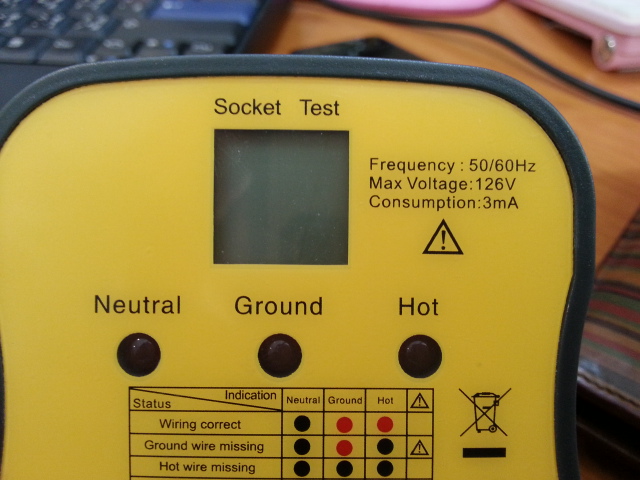 Socket Test
Frequency : 50/60Hz
Max Voltage:126V
Consumption:3mA
Neutral Ground Hot
Indication
Status
Neutral Ground Hot
Wiring correct
Ground wire missing
Hot wire missing